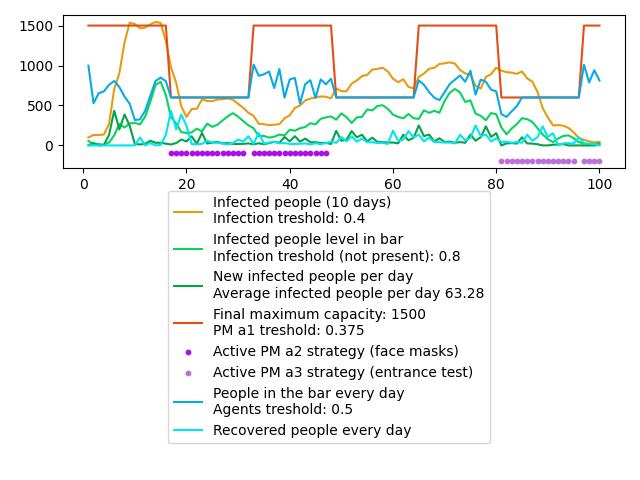 1500
1000
500
0
0
20
40
60
80
100
Infected people (10 days)
Infection treshold: 0.4
Infected people level in bar
Infection treshold (not present): 0.8
New infected people per day
Average infected people per day 63.28
Final maximum capacity: 1500
PM a1 treshold: 0.375
Active PM a2 strategy (face masks)
Active PM a3 strategy (entrance test)
People in the bar every day
Agents treshold: 0.5
Recovered people every day